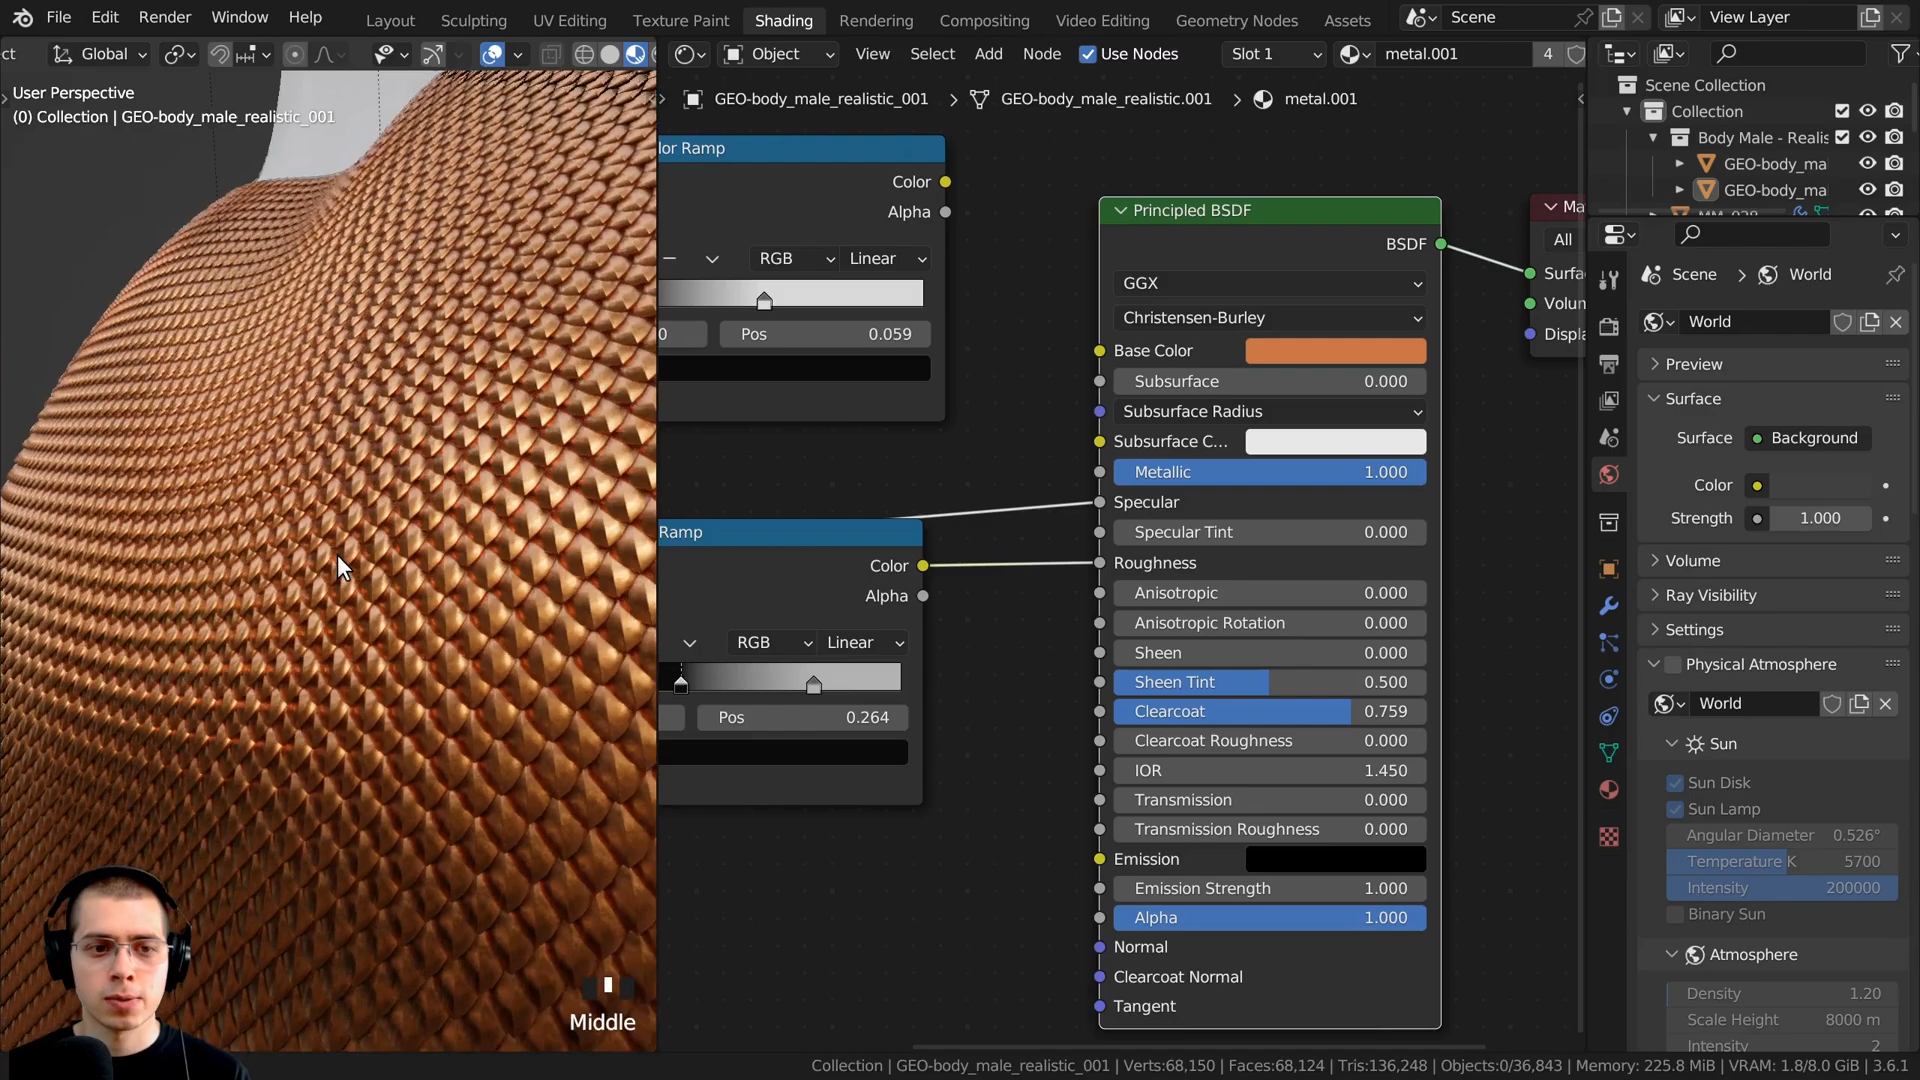 File Edit Render Window Help Layout Sculpting UV Editing Texture Paint Shading Rendering Compositing Video Editing Geometry Nodes Assets Scene View Layer
ct Global Object View Select Add Node Use Nodes Slot 1 metal.001 4
User Perspective
(0) Collection | GEO-body_male_realistic_001
GEO-body_male_realistic_001 > GEO-body_male_realistic.001 > metal.001
lor Ramp
Color
Alpha
RGB Linear
0 Pos 0.059
Ramp
Color
Alpha
RGB Linear
Pos 0.264
Principled BSDF
BSDF
GGX
Christensen-Burley
Base Color
Subsurface 0.000
Subsurface Radius
Subsurface C...
Metallic 1.000
Specular
Specular Tint 0.000
Roughness
Anisotropic 0.000
Anisotropic Rotation 0.000
Sheen 0.000
Sheen Tint 0.500
Clearcoat 0.759
Clearcoat Roughness 0.000
IOR 1.450
Transmission 0.000
Transmission Roughness 0.000
Emission
Emission Strength 1.000
Alpha 1.000
Normal
Clearcoat Normal
Tangent
Ma
All
Surfa
Volun
Displa
Scene Collection
Collection
Body Male - Realis
GEO-body_ma
GEO-body_ma
Scene > World
World
Preview
Surface
Surface Background
Color
Strength 1.000
Volume
Ray Visibility
Settings
Physical Atmosphere
World
Sun
Sun Disk
Sun Lamp
Angular Diameter 0.526°
Temperature K 5700
Intensity 200000
Binary Sun
Atmosphere
Density 1.20
Scale Height 8000 m
Intensity 2
Middle
Collection | GEO-body_male_realistic_001 | Verts:68,150 | Faces:68,124 | Tris:136,248 | Objects:0/36,843 | Memory: 225.8 MiB | VRAM: 1.8/8.0 GiB | 3.6.1